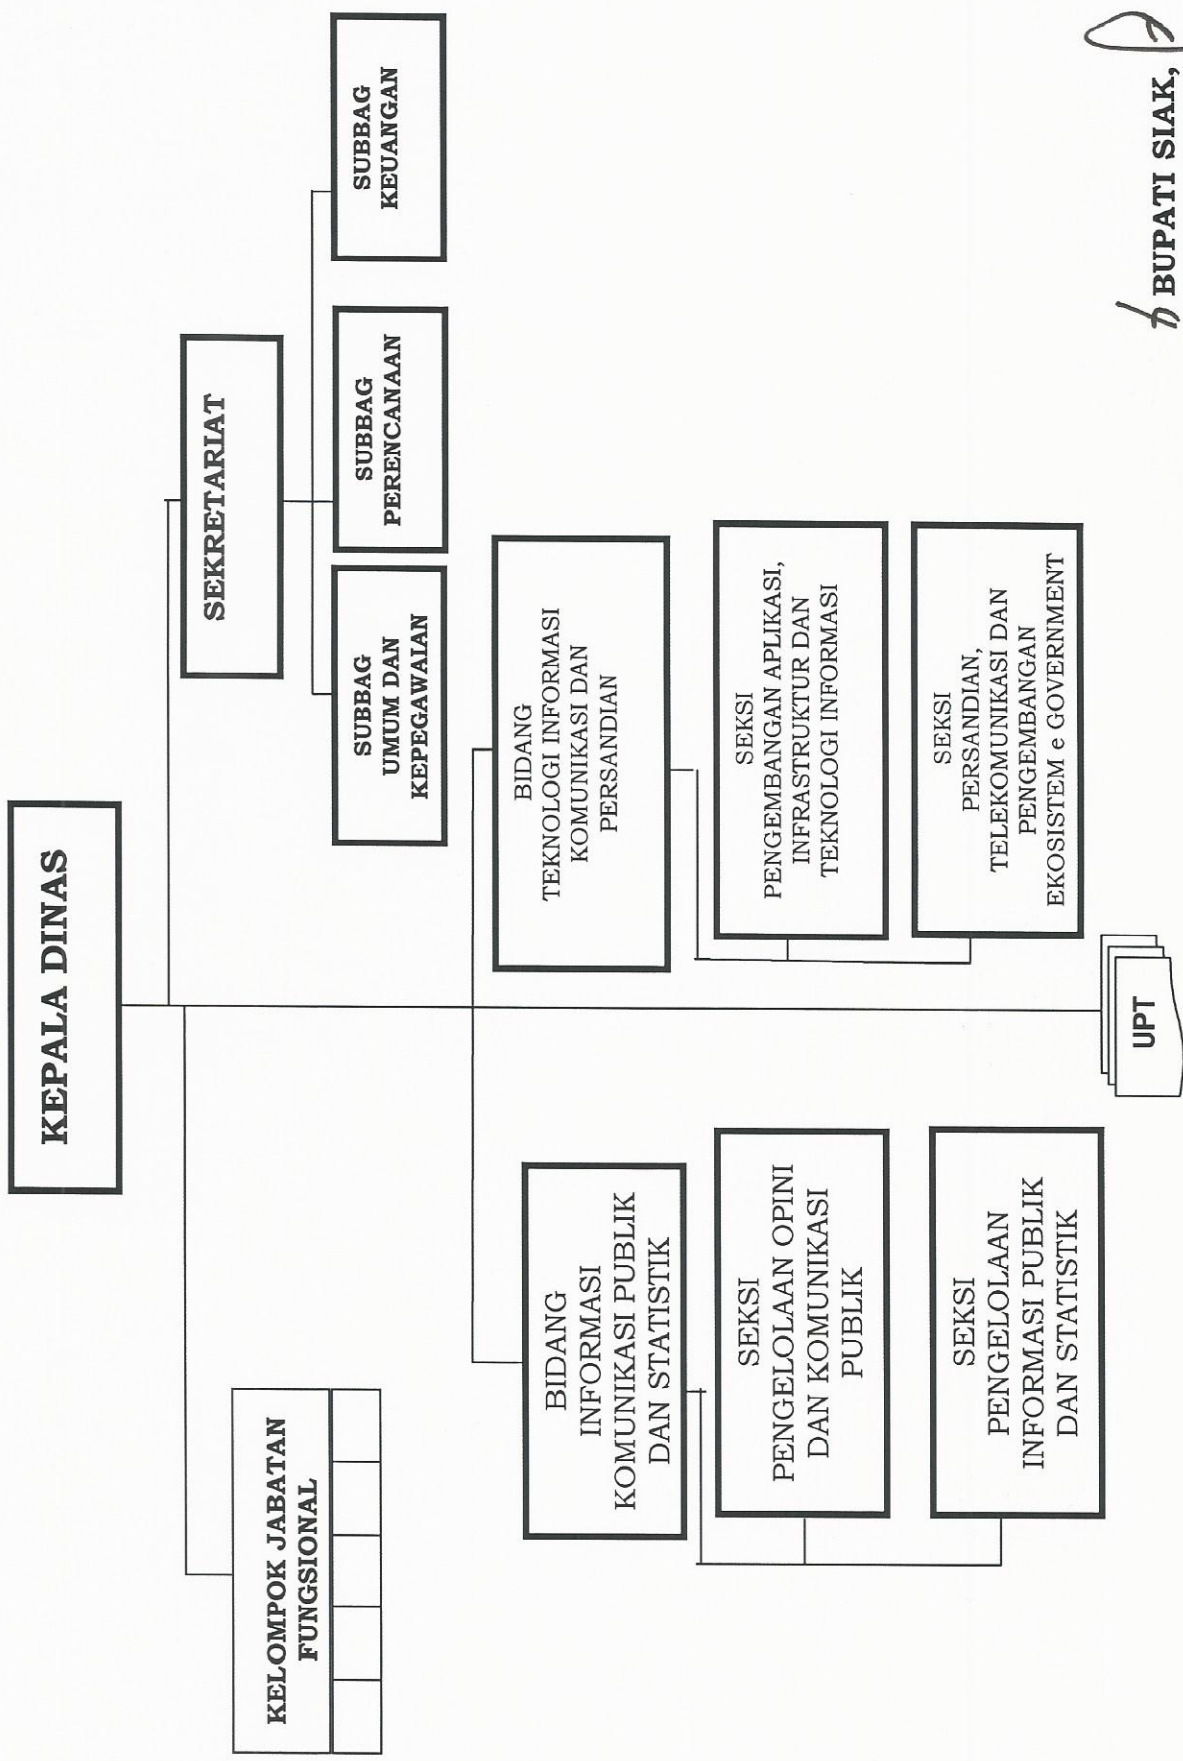 KEPALA DINAS
SEKRETARIAT
KELOMPOK JABATAN
FUNGSIONAL
SUBBAG
UMUM DAN
KEPEGAWAIAN
SUBBAG
PERENCANAAN
SUBBAG
KEUANGAN
BIDANG
INFORMASI
KOMUNIKASI PUBLIK
DAN STATISTIK
BIDANG
TEKNOLOGI INFORMASI
KOMUNIKASI DAN
PERSANDIAN
SEKSI
PENGELOLAAN OPINI
DAN KOMUNIKASI
PUBLIK
SEKSI
PENGEMBANGAN APLIKASI,
INFRASTRUKTUR DAN
TEKNOLOGI INFORMASI
SEKSI
PENGELOLAAN
INFORMASI PUBLIK
DAN STATISTIK
SEKSI
PERSANDIAN,
TELEKOMUNIKASI DAN
PENGEMBANGAN
EKOSISTEM e GOVERNMENT
UPT
BUPATI SIAK,